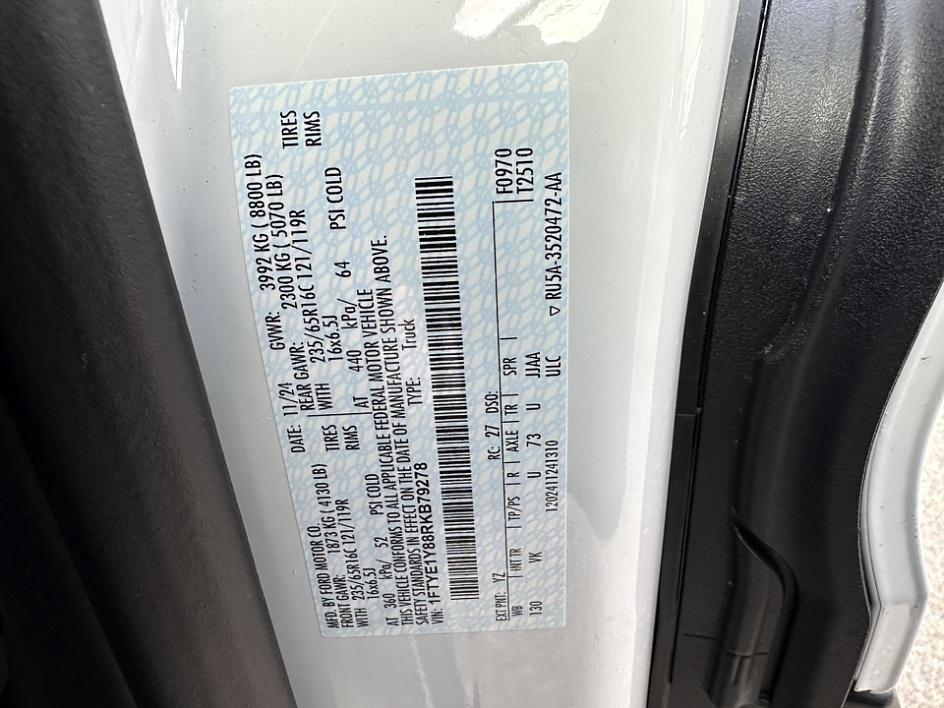 MFD. BY FORD MOTOR CO. DATE: 11/24 GVWR: 3992 KG ( 8800 LB)
FRONT GAWR: 1873 KG ( 4130 LB) REAR GAWR: 2300 KG ( 5070 LB)
WITH 235/65R16C 121/119R TIRES WITH 235/65R16C 121/119R TIRES
16x6.5J RIMS 16x6.5J RIMS
AT 360 kPa/ 52 PSI COLD AT 440 kPa/ 64 PSI COLD
THIS VEHICLE CONFORMS TO ALL APPLICABLE FEDERAL MOTOR VEHICLE
SAFETY STANDARDS IN EFFECT ON THE DATE OF MANUFACTURE SHOWN ABOVE.
VIN: 1FTYE1Y88RKB79278 TYPE: Truck
EXT PNT: YZ RC: 27 DSO: F0970
WB INT TR TP/PS R AXLE TR SPR T2510
130 VK U 73 U JJAA
1202411241310 ULC ▽ RU5A-3520472-AA